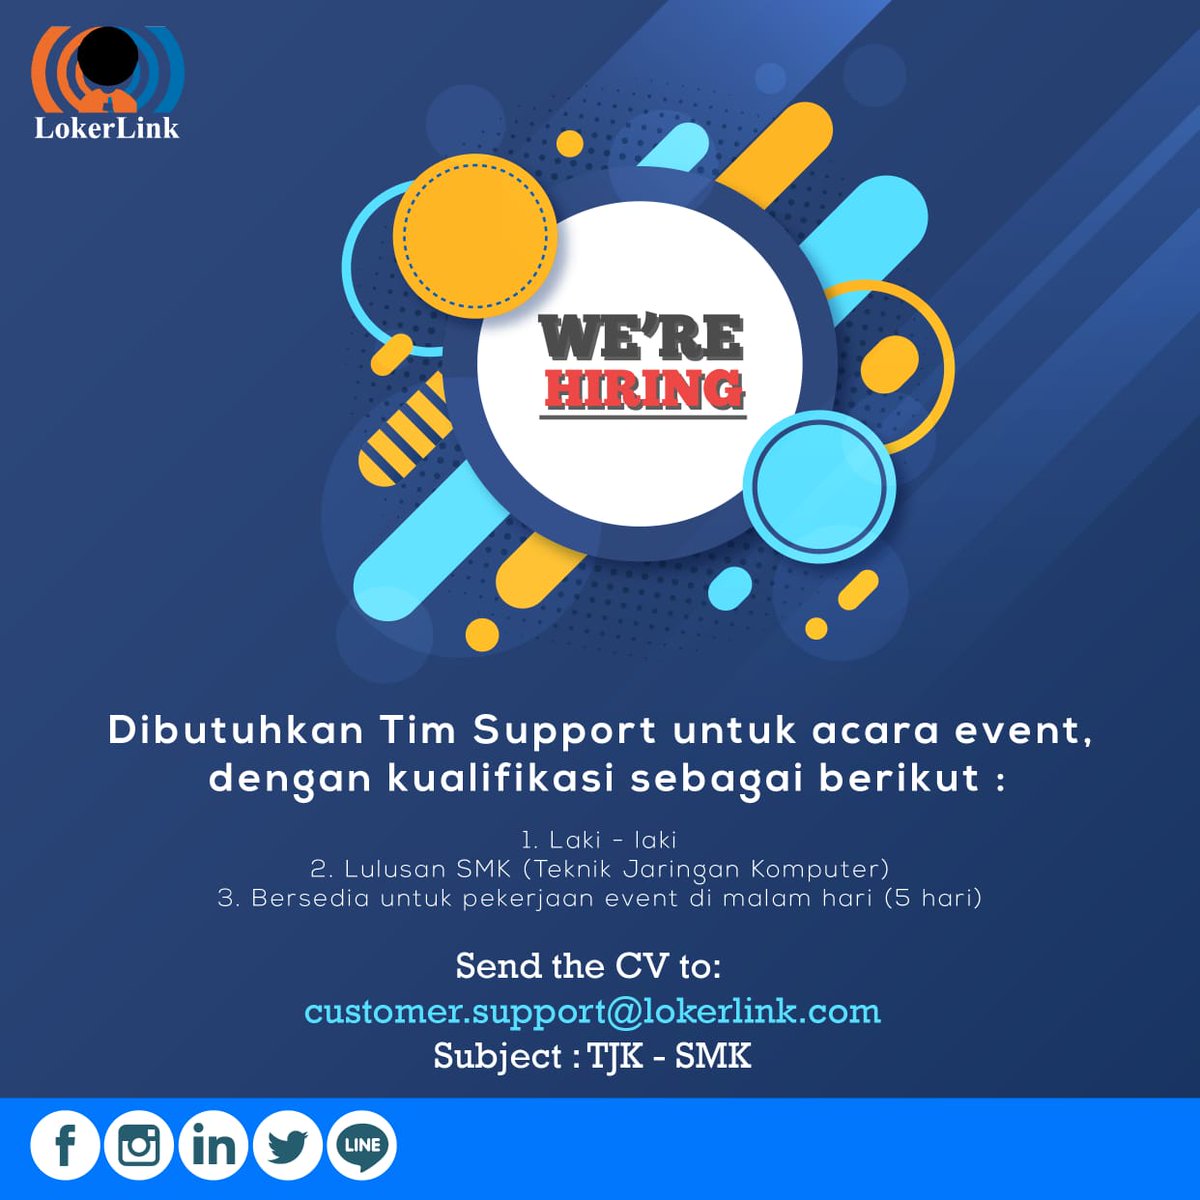 LokerLink
WE'RE
HIRING
Dibutuhkan Tim Support untuk acara event,
dengan kualifikasi sebagai berikut :
1. Laki - laki
2. Lulusan SMK (Teknik Jaringan Komputer)
3. Bersedia untuk pekerjaan event di malam hari (5 hari)
Send the CV to:
customer.support@lokerlink.com
Subject : TJK - SMK
LINE